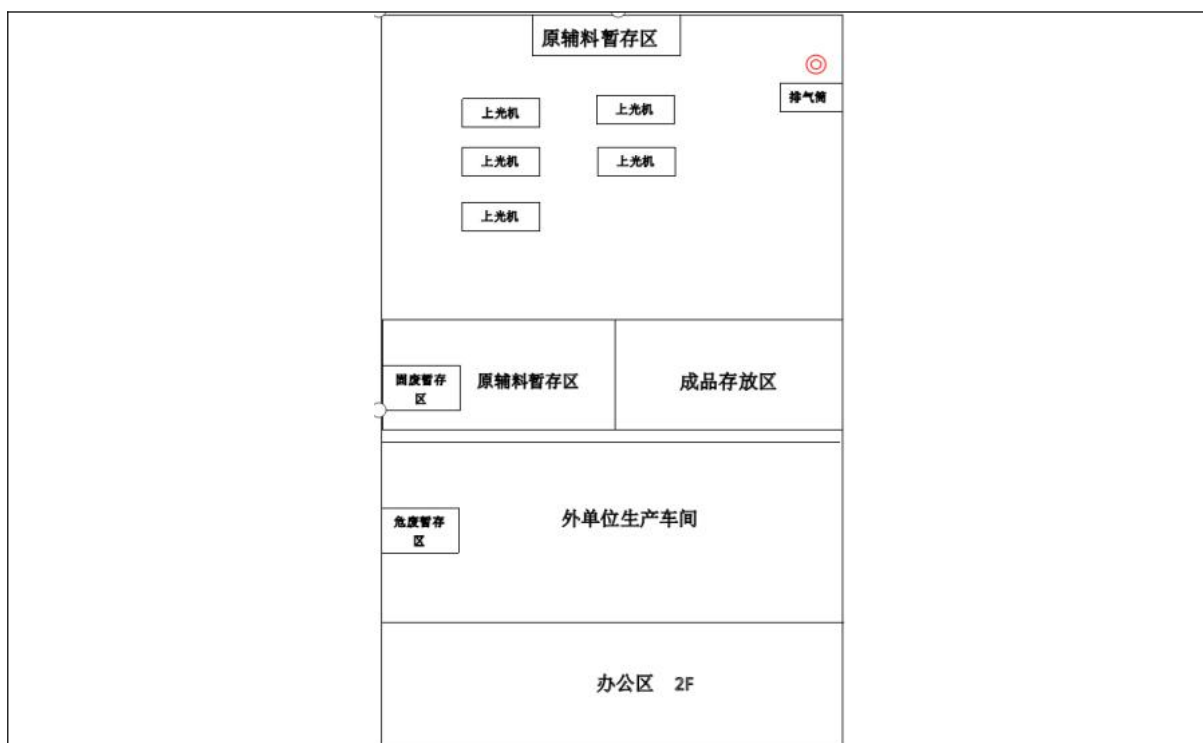 原辅料暂存区
排气筒
上光机
上光机
上光机
上光机
上光机
固废暂存
区
原辅料暂存区
成品存放区
危废暂存
区
外单位生产车间
办公区 2F